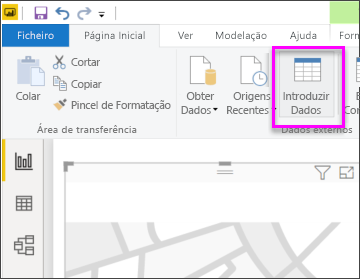 Ficheiro Página Inicial Ver Modelação Ajuda
Colar
Cortar
Copiar
Pincel de Formatação
Obter
Dados
Origens
Recentes
Introduzir
Dados
Área de transferência
Dados externos